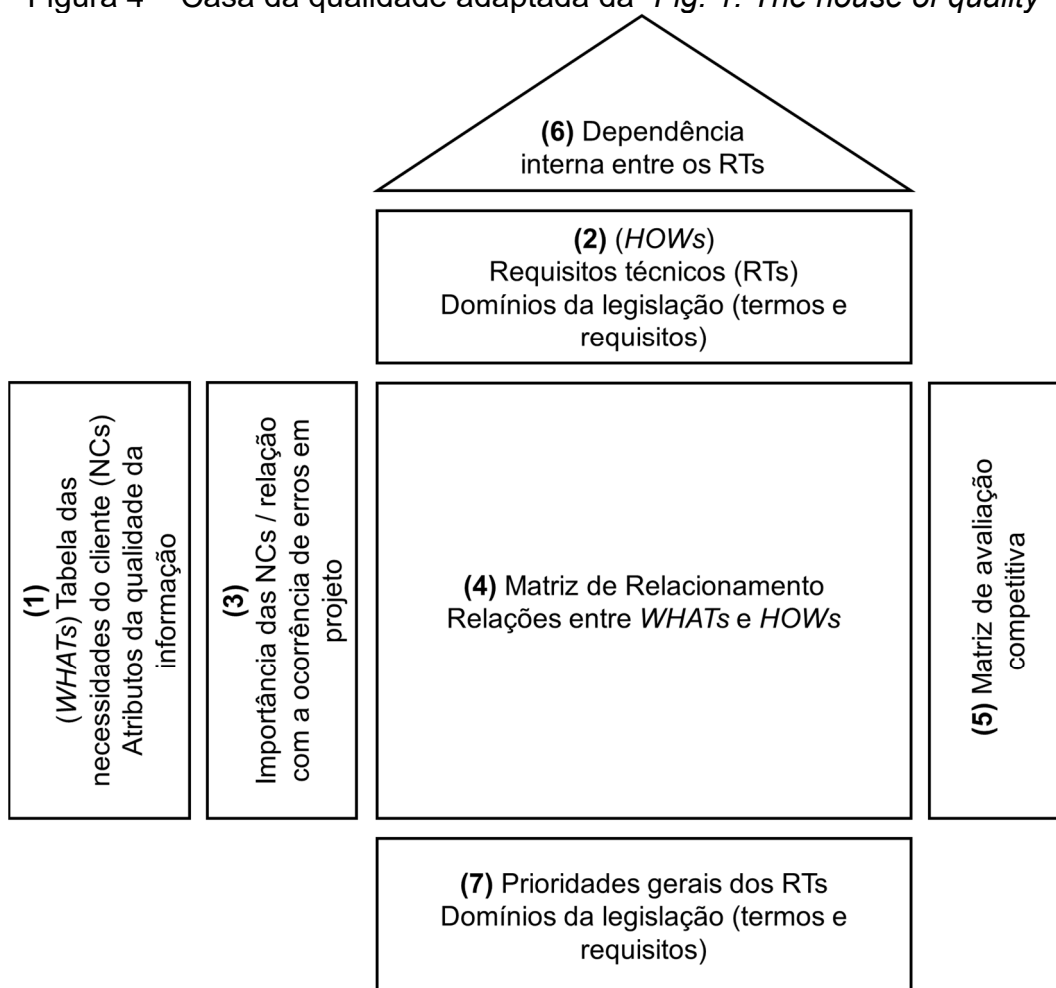 Figura 4 – Casa da qualidade adaptada da "Fig. 1. The house of quality"
(6) Dependência
interna entre os RTs
(2) (HOWs)
Requisitos técnicos (RTs)
Domínios da legislação (termos e
requisitos)
(1)
(WHATs) Tabela das
necessidades do cliente (NCs)
Atributos da qualidade da
informação
(3)
Importância das NCs / relação
com a ocorrência de erros em
projeto
(4) Matriz de Relacionamento
Relações entre WHATs e HOWs
(5) Matriz de avaliação
competitiva
(7) Prioridades gerais dos RTs
Domínios da legislação (termos e
requisitos)